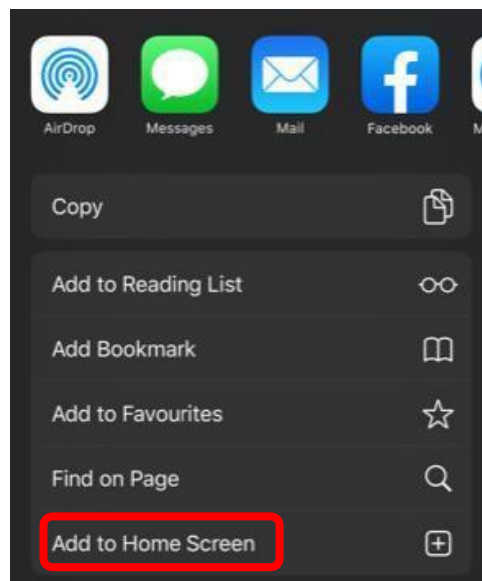 AirDrop Messages Mail Facebook
Copy
Add to Reading List
Add Bookmark
Add to Favourites
Find on Page
Add to Home Screen